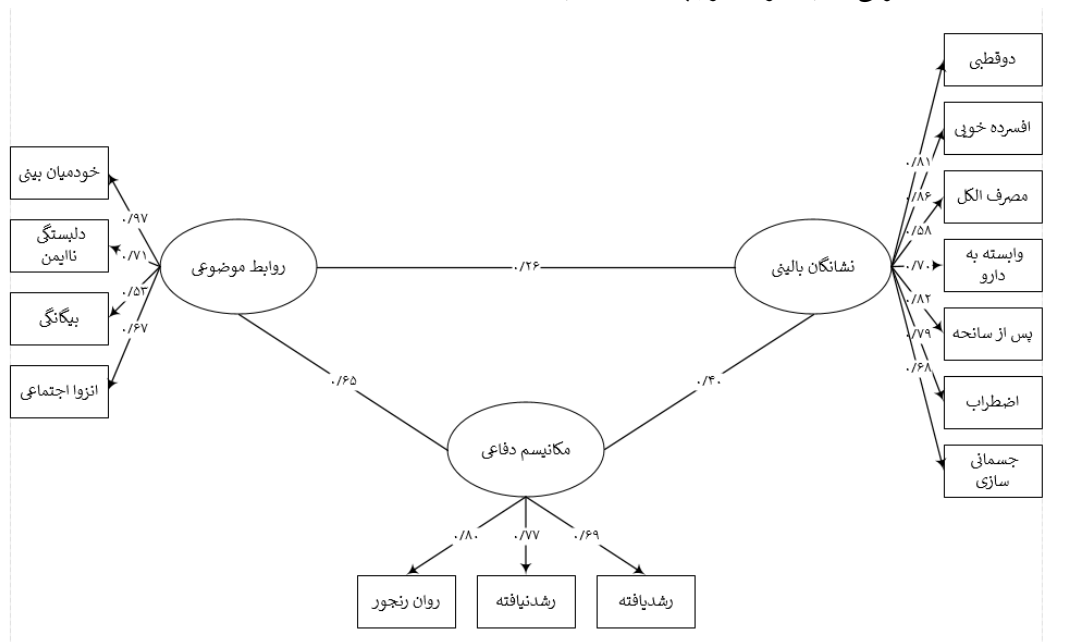 دوقطبی
افسرده خویی
مصرف الکل
وابسته به
دارو
پس از سانحه
اضطراب
جسمانی
سازی
۰/۸۱
۰/۸۶
۰/۵۸
۰/۷۰
۰/۸۲
۰/۷۹
۰/۶۸
نشانگان بالینی
۰/۲۶
روابط موضوعی
خودمیان بینی
دلبستگی
ناایمن
بیگانگی
انزوا اجتماعی
۰/۹۷
۰/۷۱
۰/۵۳
۰/۶۷
۰/۶۵
۰/۴۰
مکانیسم دفاعی
۰/۶۹
۰/۷۷
۰/۸۰
رشدیافته
رشدنیافته
روان رنجور